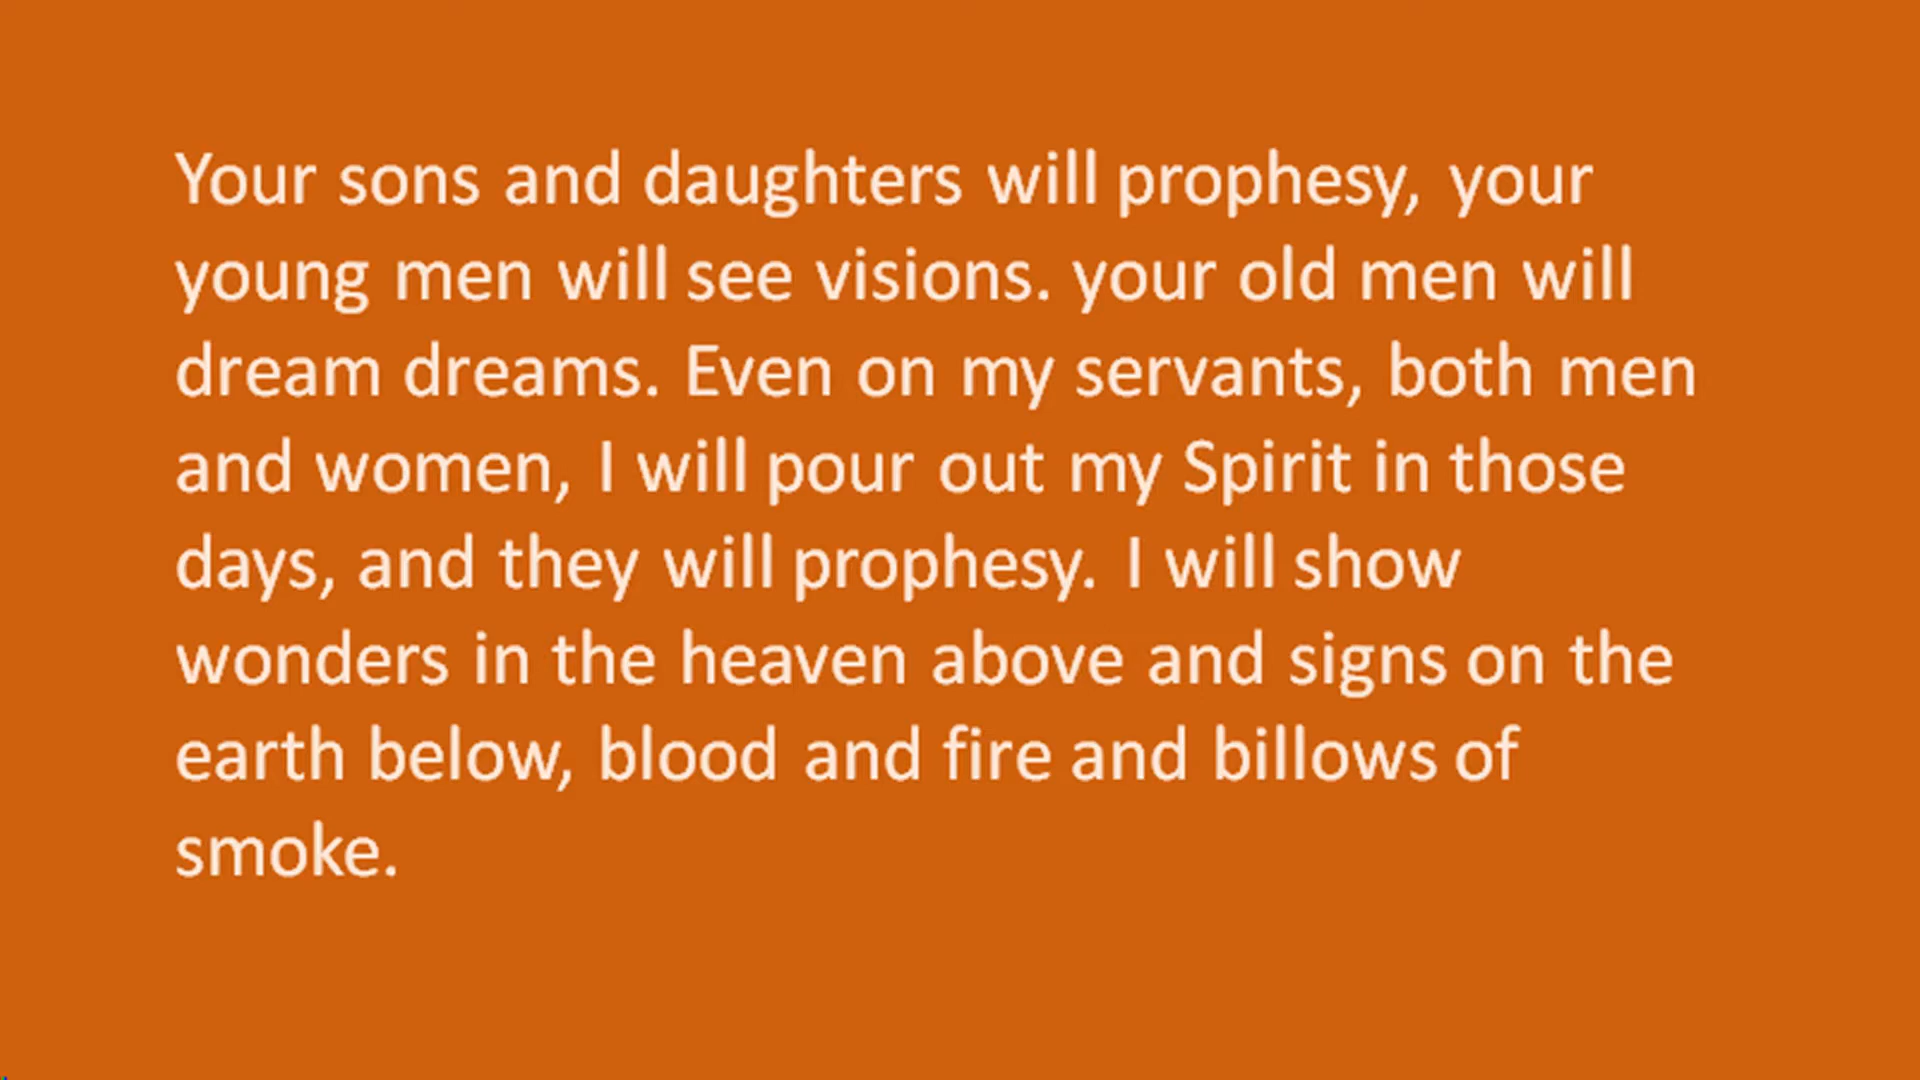 Your sons and daughters will prophesy, your
young men will see visions. your old men will
dream dreams. Even on my servants, both men
and women, I will pour out my Spirit in those
days, and they will prophesy. I will show
wonders in the heaven above and signs on the
earth below, blood and fire and billows of
smoke.